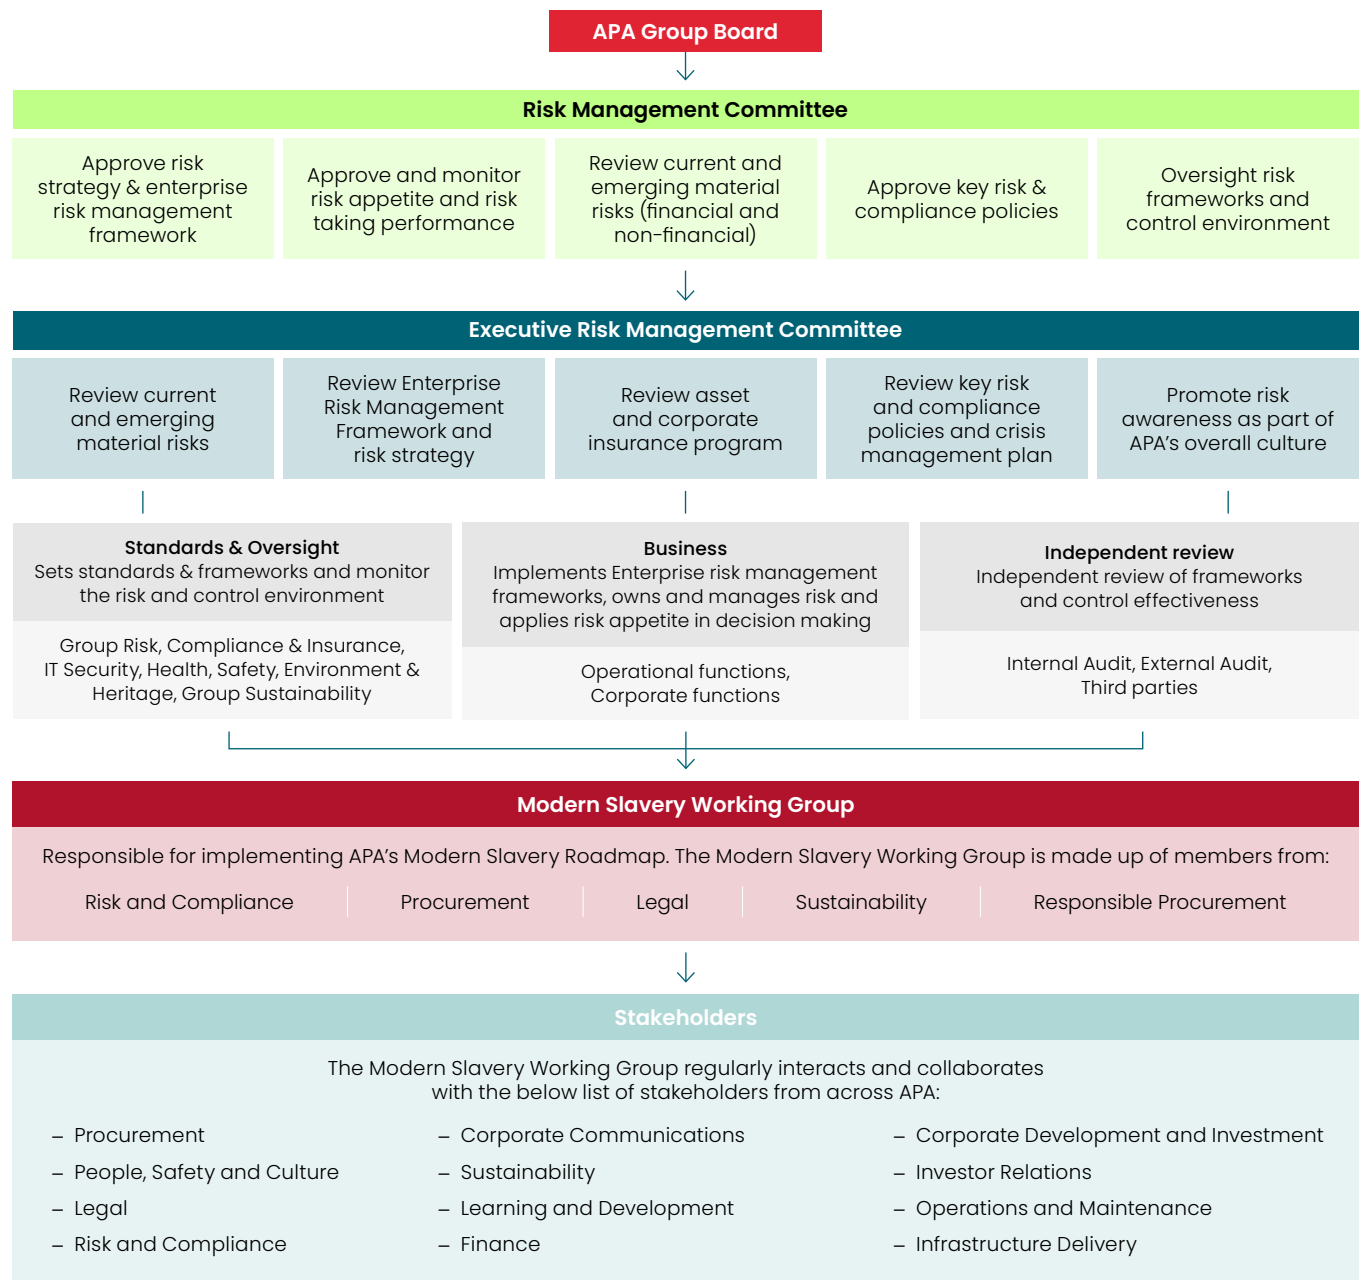 APA Group Board
Risk Management Committee
Approve risk
strategy & enterprise
risk management
framework
Approve and monitor
risk appetite and risk
taking performance
Review current and
emerging material
risks (financial and
non-financial)
Approve key risk &
compliance policies
Oversight risk
frameworks and
control environment
Executive Risk Management Committee
Review current
and emerging
material risks
Review Enterprise
Risk Management
Framework and
risk strategy
Review asset
and corporate
insurance program
Review key risk
and compliance
policies and crisis
management plan
Promote risk
awareness as part of
APA's overall culture
Standards & Oversight
Sets standards & frameworks and monitor
the risk and control environment
Group Risk, Compliance & Insurance,
IT Security, Health, Safety, Environment &
Heritage, Group Sustainability
Business
Implements Enterprise risk management
frameworks, owns and manages risk and
applies risk appetite in decision making
Operational functions,
Corporate functions
Independent review
Independent review of frameworks
and control effectiveness
Internal Audit, External Audit,
Third parties
Modern Slavery Working Group
Responsible for implementing APA's Modern Slavery Roadmap. The Modern Slavery Working Group is made up of members from:
Risk and Compliance
Procurement
Legal
Sustainability
Responsible Procurement
Stakeholders
The Modern Slavery Working Group regularly interacts and collaborates
with the below list of stakeholders from across APA:
– Procurement
– People, Safety and Culture
– Legal
– Risk and Compliance
– Corporate Communications
– Sustainability
– Learning and Development
– Finance
– Corporate Development and Investment
– Investor Relations
– Operations and Maintenance
– Infrastructure Delivery